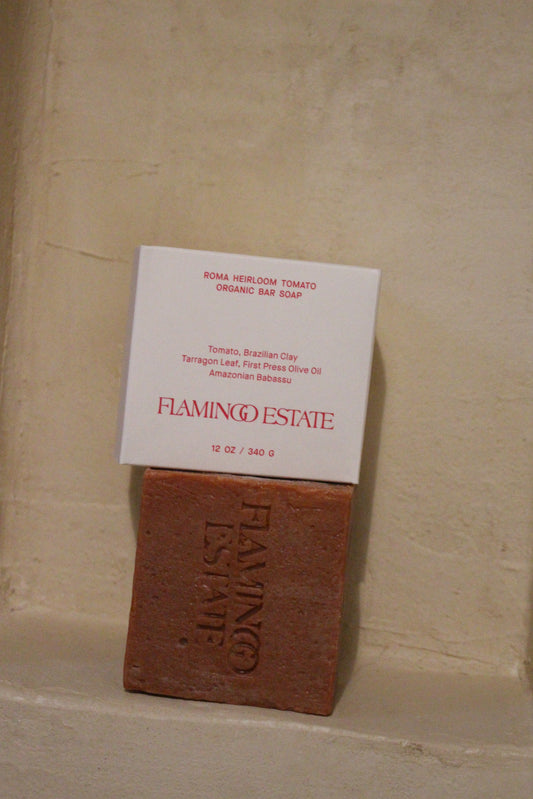 ROMA HEIRLOOM TOMATO
ORGANIC BAR SOAP
Tomato, Brazilian Clay
Tarragon Leaf, First Press Olive Oil
Amazonian Babassu
FLAMINGO ESTATE
12 OZ / 340 G
FLAMINGO
ESTATE